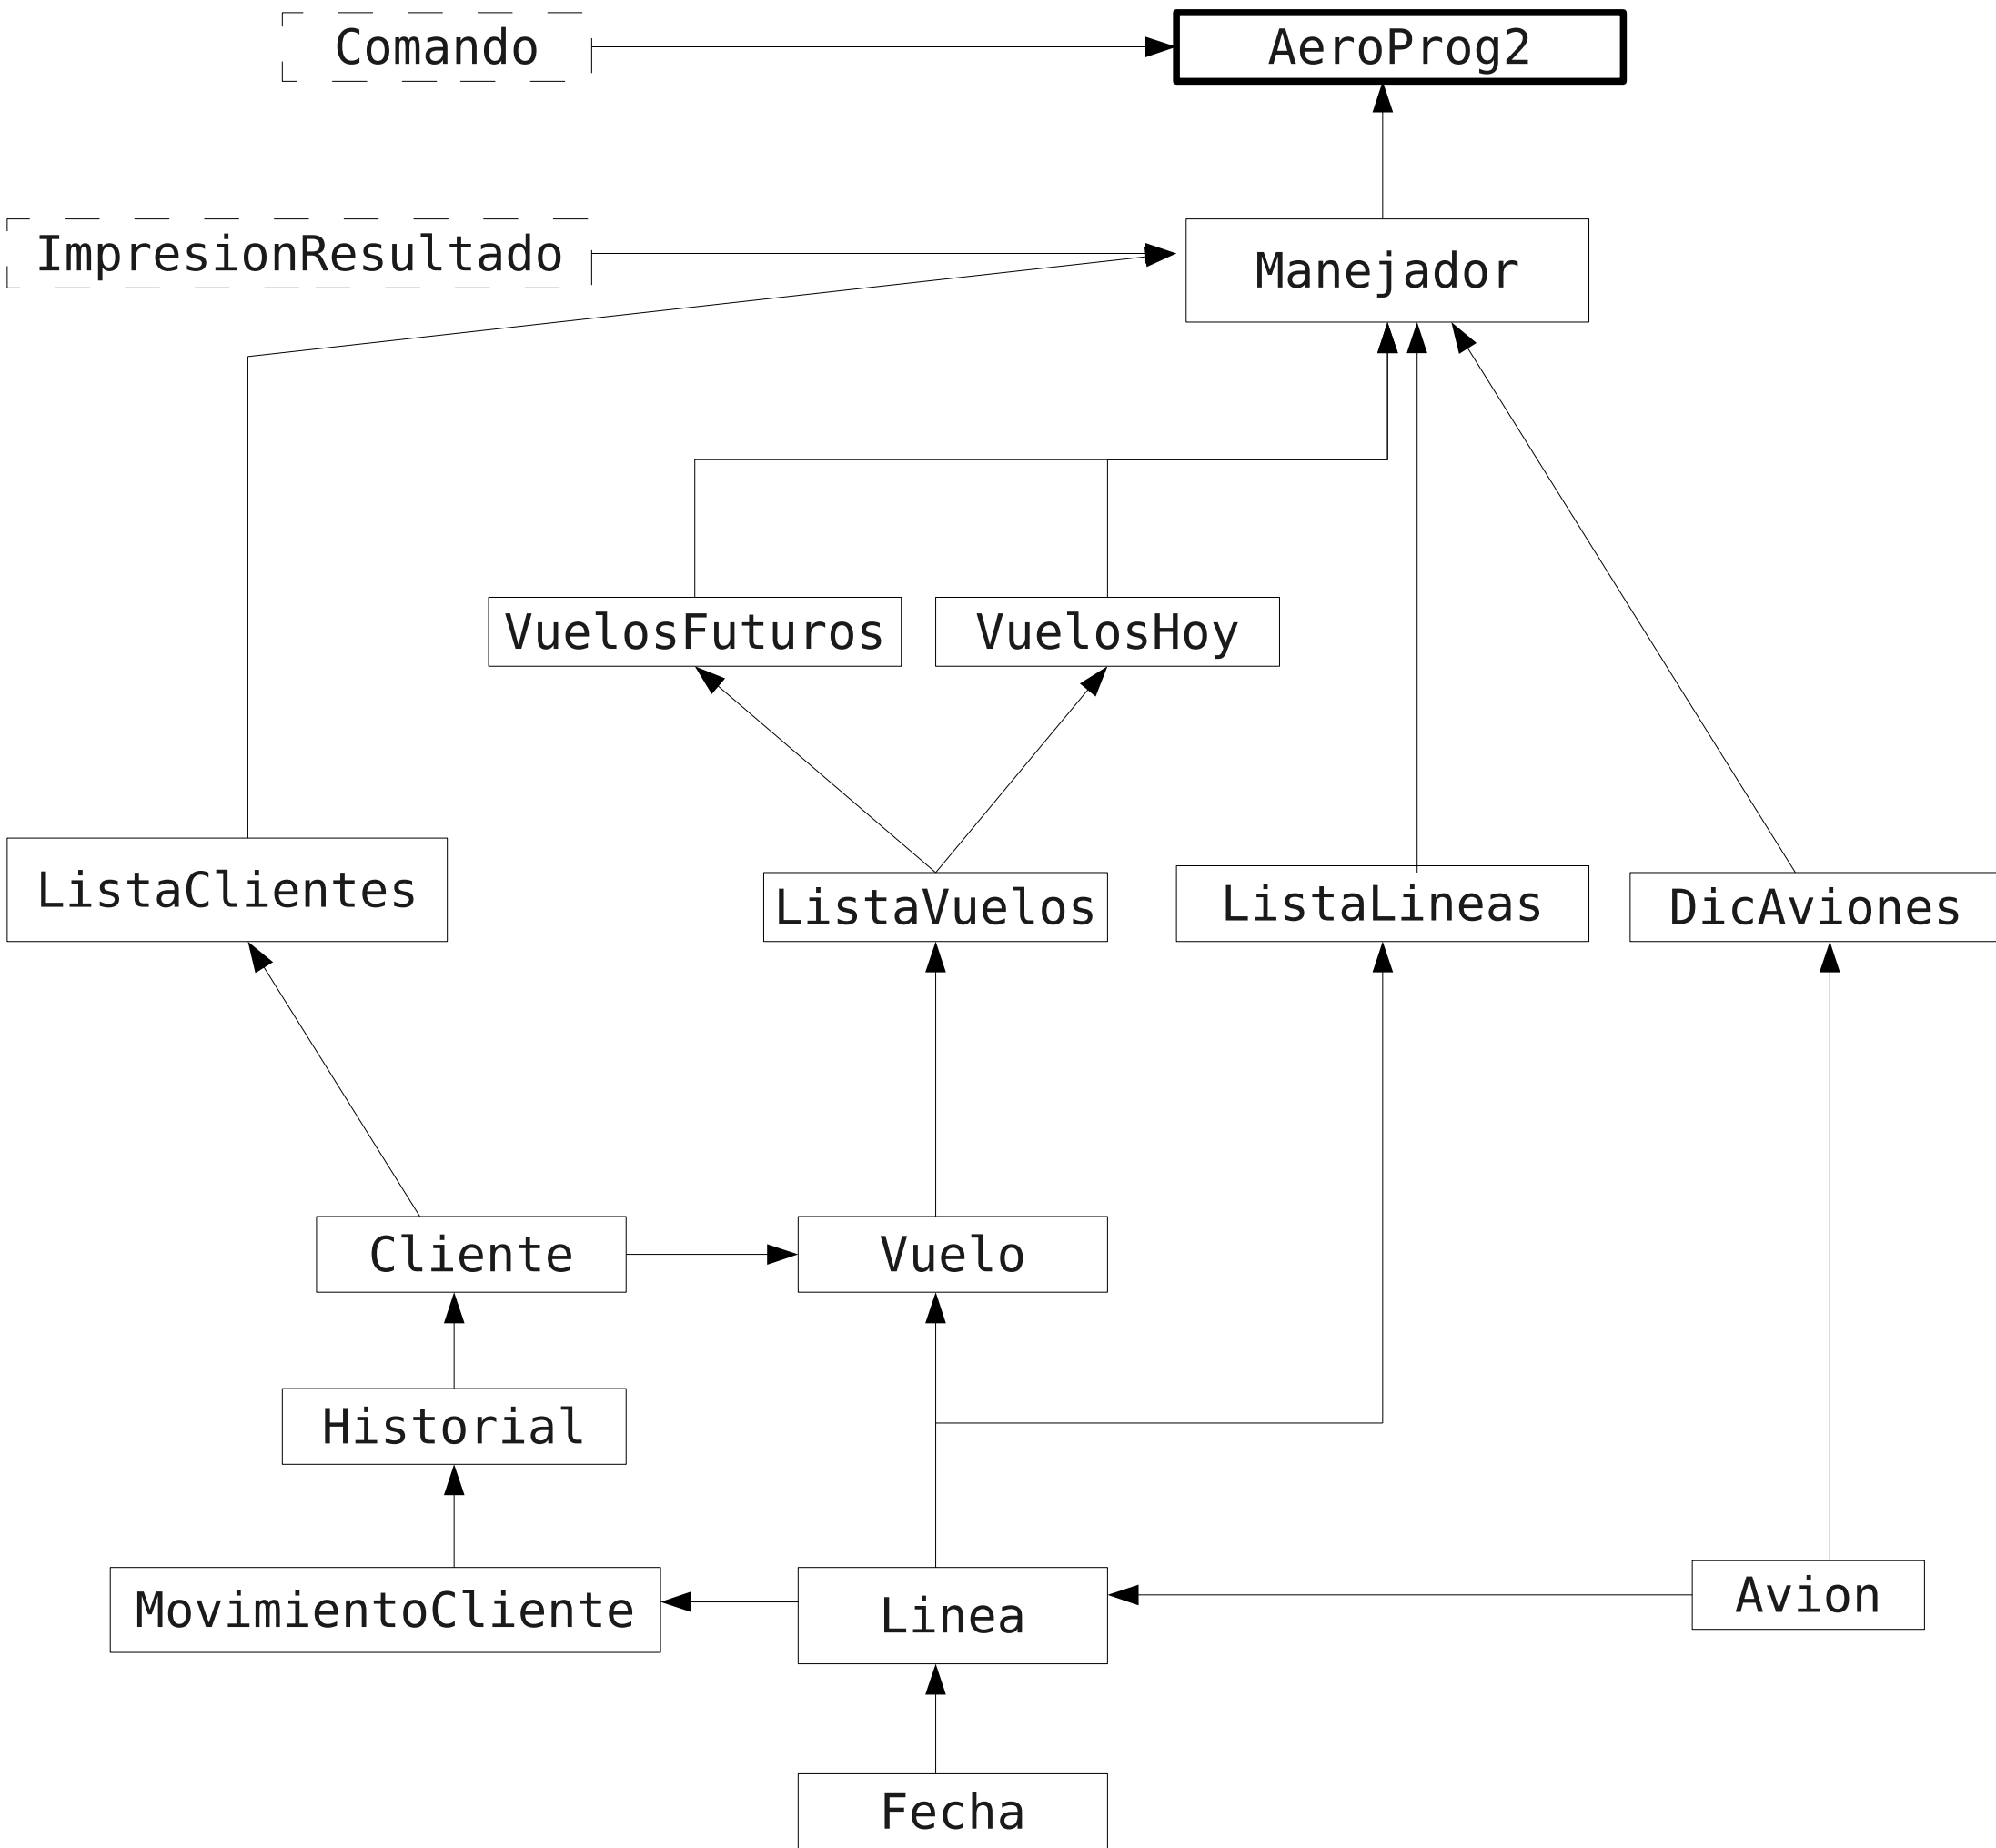 Comando
AeroProg2
ImpresionResultado
Manejador
VuelosFuturos
VuelosHoy
ListaClientes
ListaVuelos
ListaLineas
DicAviones
Cliente
Vuelo
Historial
MovimientoCliente
Linea
Avion
Fecha